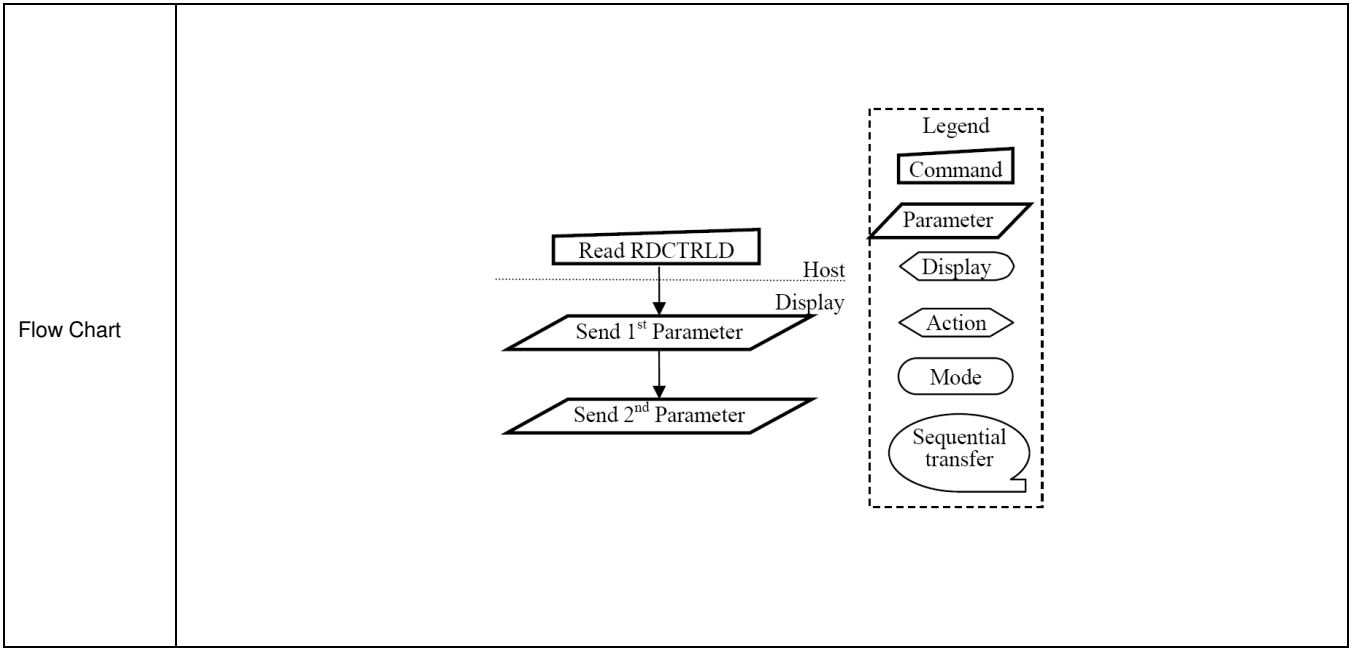 Flow Chart
Read RDCTRLD
Host
Display
Send 1st Parameter
Send 2nd Parameter
Legend
Command
Parameter
Display
Action
Mode
Sequential
transfer